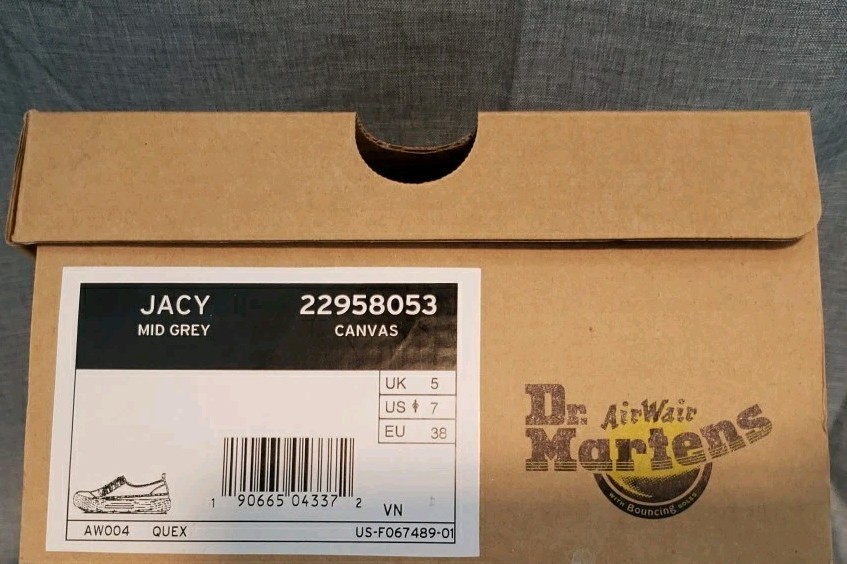 JACY 22958053
MID GREY CANVAS
UK 5
US 7
EU 38
1 90665 04337 2
VN
AW004 QUEX US-F067489-01
Dr. AirWair
Martens
WITH Bouncing SOLES